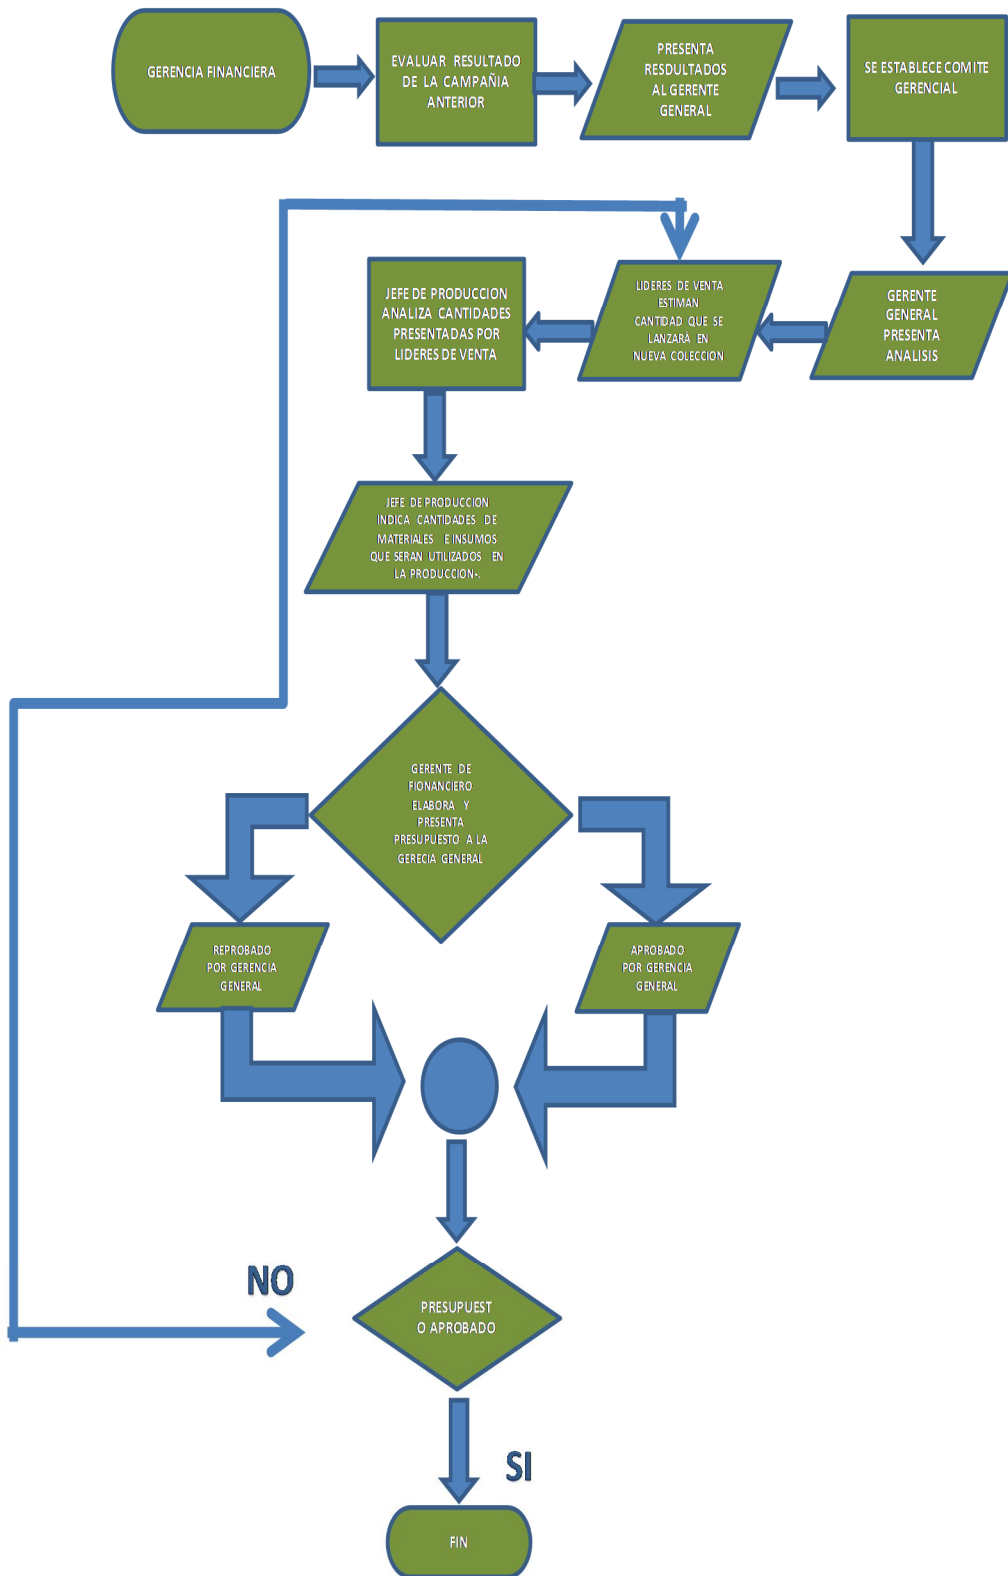 GERENCIA FINANCIERA
EVALUAR RESULTADO
DE LA CAMPAÑIA
ANTERIOR
PRESENTA
RESDULTADOS
AL GERENTE
GENERAL
SE ESTABLECE COMITE
GERENCIAL
GERENTE
GENERAL
PRESENTA
ANALISIS
LIDERES DE VENTA
ESTIMAN
CANTIDAD QUE SE
LANZARÀ EN
NUEVA COLECCION
JEFE DE PRODUCCION
ANALIZA CANTIDADES
PRESENTADAS POR
LIDERES DE VENTA
JEFE DE PRODUCCION
INDICA CANTIDADES DE
MATERIALES E INSUMOS
QUE SERAN UTILIZADOS EN
LA PRODUCCION-.
GERENTE DE
FIONANCIERO
ELABORA Y
PRESENTA
PRESUPUESTO A LA
GERECIA GENERAL
REPROBADO
POR GERENCIA
GENERAL
APROBADO
POR GERENCIA
GENERAL
NO
PRESUPUEST
O APROBADO
SI
FIN